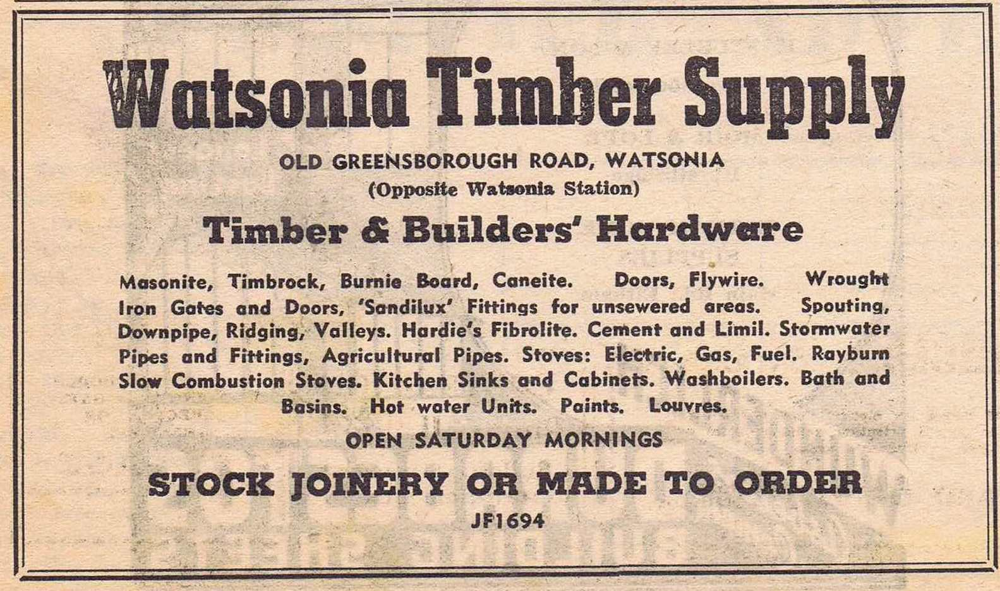 Watsonia Timber Supply
OLD GREENSBOROUGH ROAD, WATSONIA
(Opposite Watsonia Station)
Timber & Builders' Hardware
Masonite, Timbrock, Burnie Board, Caneite. Doors, Flywire. Wrought
Iron Gates and Doors, 'Sandilux' Fittings for unsewered areas. Spouting,
Downpipe, Ridging, Valleys. Hardie's Fibrolite. Cement and Limil. Stormwater
Pipes and Fittings, Agricultural Pipes. Stoves: Electric, Gas, Fuel. Rayburn
Slow Combustion Stoves. Kitchen Sinks and Cabinets. Washboilers. Bath and
Basins. Hot water Units. Paints. Louvres.
OPEN SATURDAY MORNINGS
STOCK JOINERY OR MADE TO ORDER
JF1694